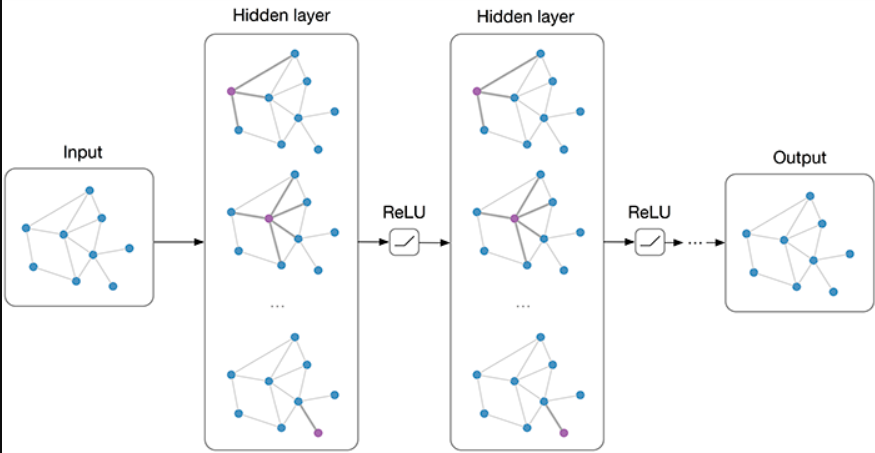 Hidden layer
Hidden layer
Input
Output
ReLU
ReLU
...
...
...